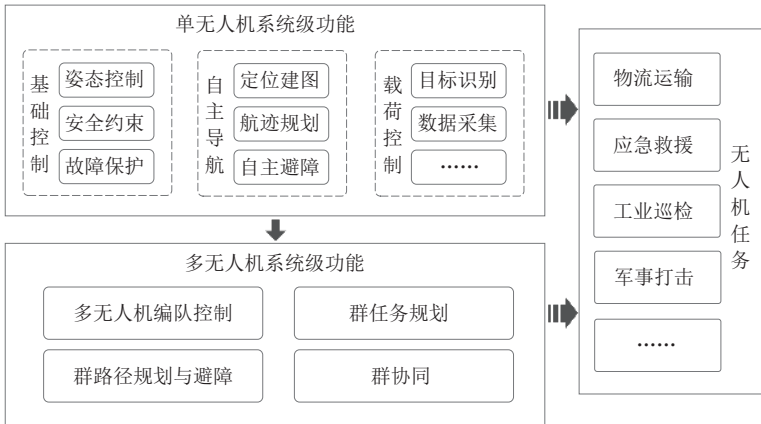 单无人机系统级功能
基础控制
姿态控制
安全约束
故障保护
自主导航
定位建图
航迹规划
自主避障
载荷控制
目标识别
数据采集
······
多无人机系统级功能
多无人机编队控制
群任务规划
群路径规划与避障
群协同
物流运输
应急救援
工业巡检
军事打击
······
无人机任务